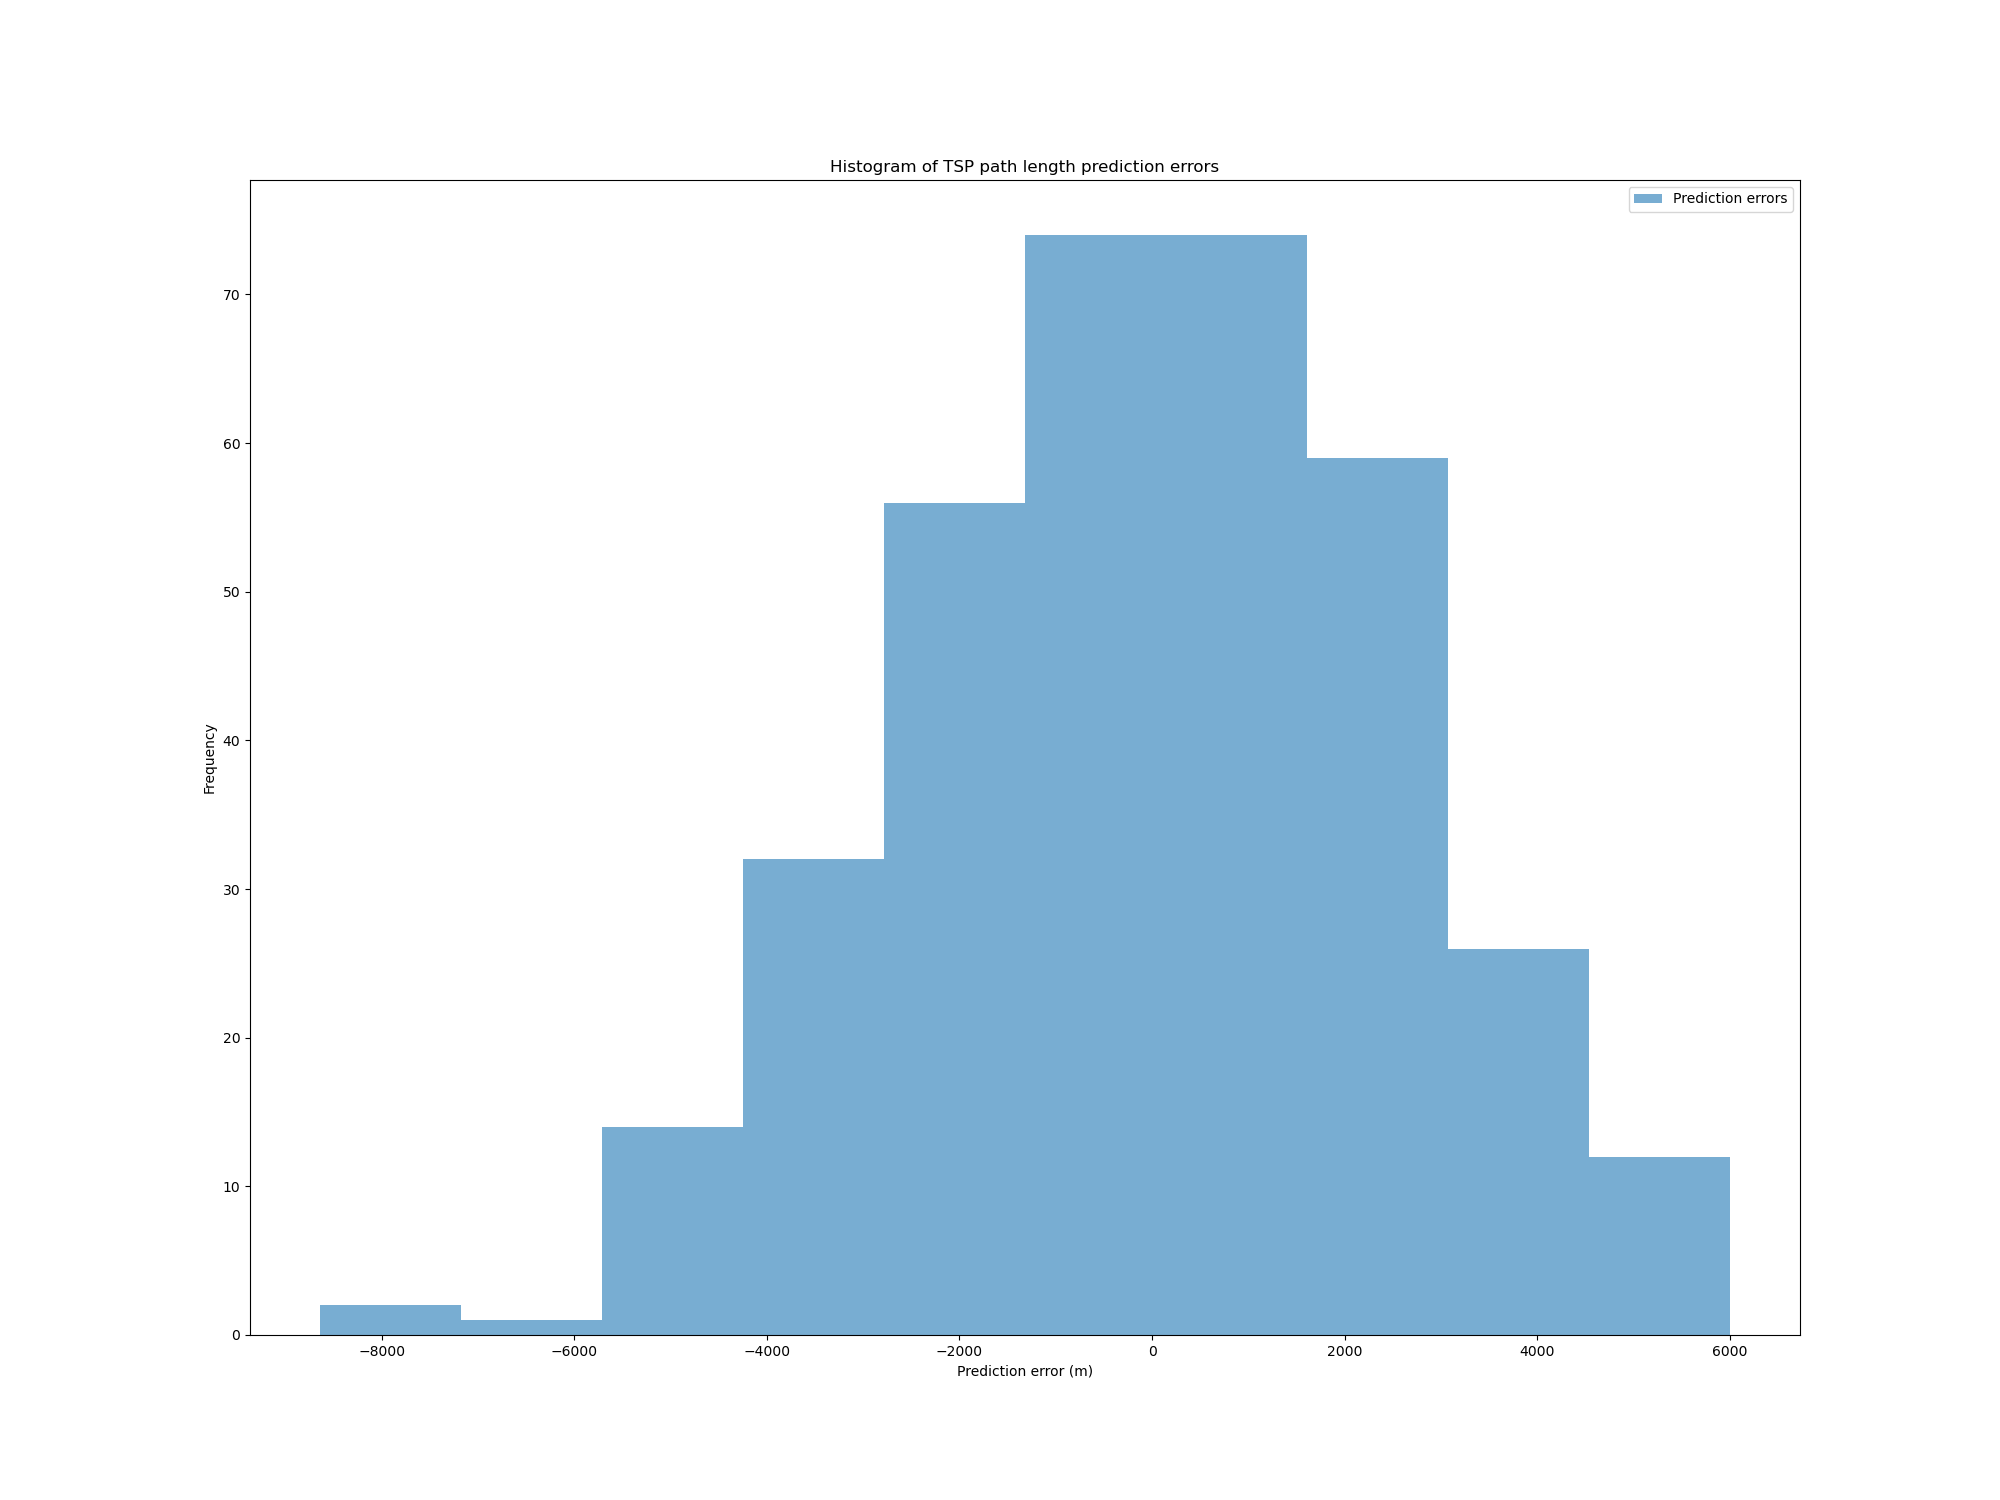 Histogram of TSP path length prediction errors
Prediction errors
70
60
50
40
30
20
10
0
Frequency
−8000 −6000 −4000 −2000 0 2000 4000 6000
Prediction error (m)